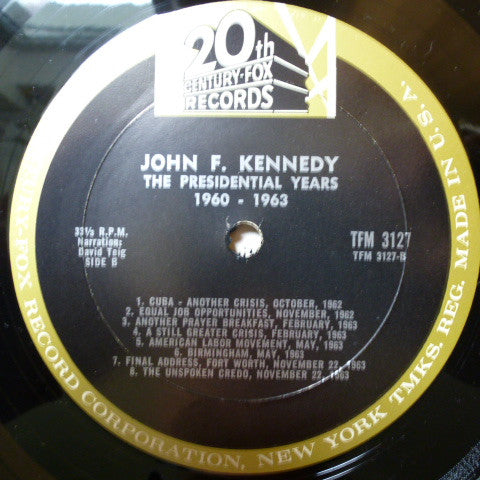 20th
CENTURY-FOX
RECORDS
JOHN F. KENNEDY
THE PRESIDENTIAL YEARS
1960 - 1963
33⅓ R.P.M.
Narration:
David Teig
SIDE B
TFM 3127
TFM 3127-B
1. CUBA - ANOTHER CRISIS, OCTOBER, 1962
2. EQUAL JOB OPPORTUNITIES, NOVEMBER, 1962
3. ANOTHER PRAYER BREAKFAST, FEBRUARY, 1963
4. A STILL GREATER CRISIS, FEBRUARY, 1963
5. AMERICAN LABOR MOVEMENT, MAY, 1963
6. BIRMINGHAM, MAY, 1963
7. FINAL ADDRESS, FORT WORTH, NOVEMBER 22, 1963
8. THE UNSPOKEN CREDO, NOVEMBER 22, 1963
RY-FOX RECORD CORPORATION, NEW YORK TMKS. REG. MADE IN U.S.A.